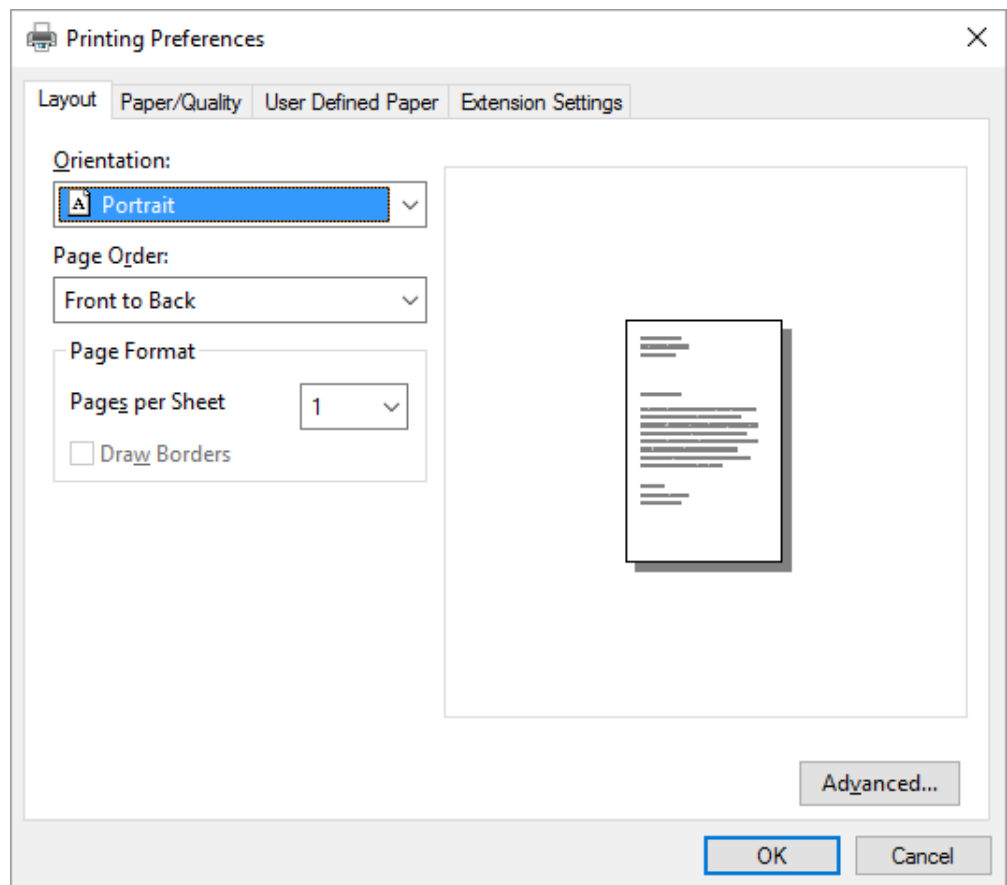 Printing Preferences
Layout Paper/Quality User Defined Paper Extension Settings
Orientation:
A Portrait
Page Order:
Front to Back
Page Format
Pages per Sheet 1
Draw Borders
Advanced...
OK Cancel